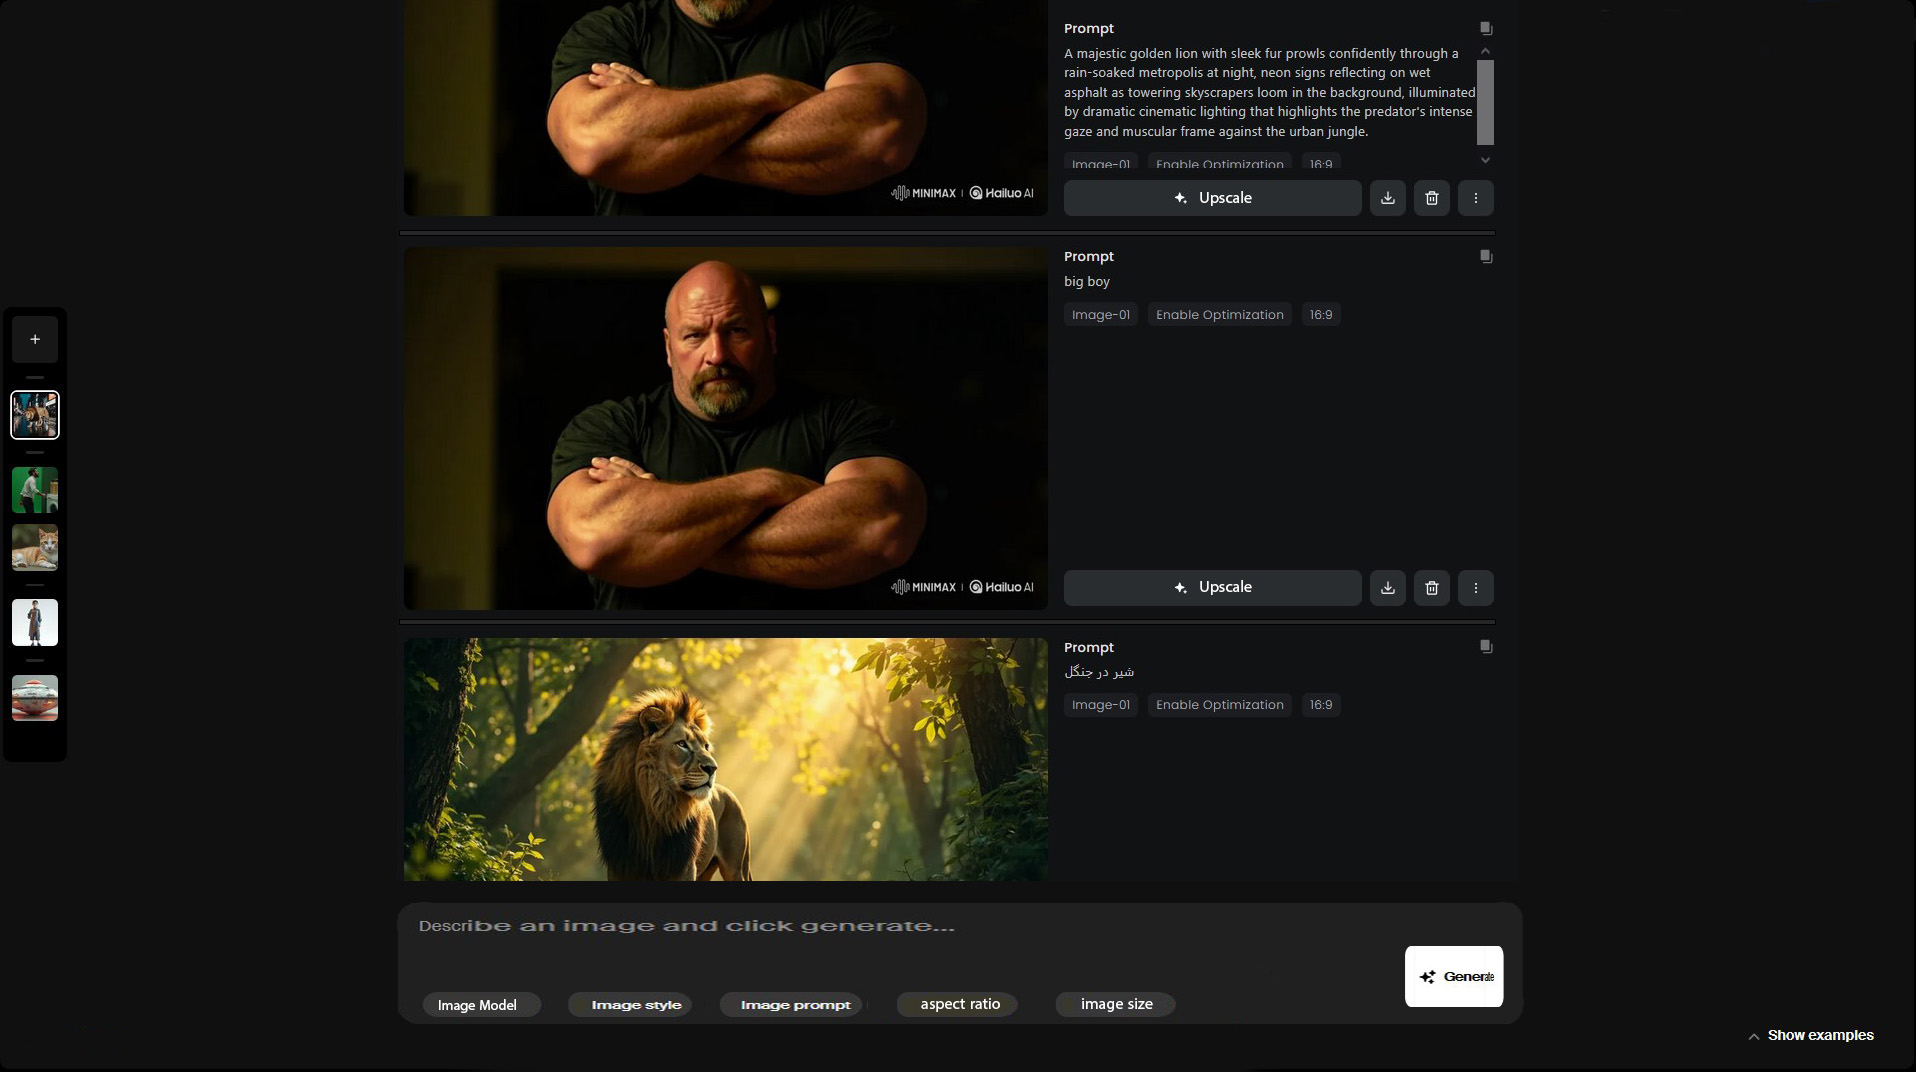 Prompt
A majestic golden lion with sleek fur prowls confidently through a
rain-soaked metropolis at night, neon signs reflecting on wet
asphalt as towering skyscrapers loom in the background, illuminated
by dramatic cinematic lighting that highlights the predator's intense
gaze and muscular frame against the urban jungle.
Image-01 Enable Optimization 16:9
MINIMAX | Hailuo AI
Upscale
Prompt
big boy
Image-01 Enable Optimization 16:9
MINIMAX | Hailuo AI
Upscale
Prompt
شیر در جنگل
Image-01 Enable Optimization 16:9
Describe an image and click generate...
Generate
Image Model Image style Image prompt aspect ratio image size
Show examples